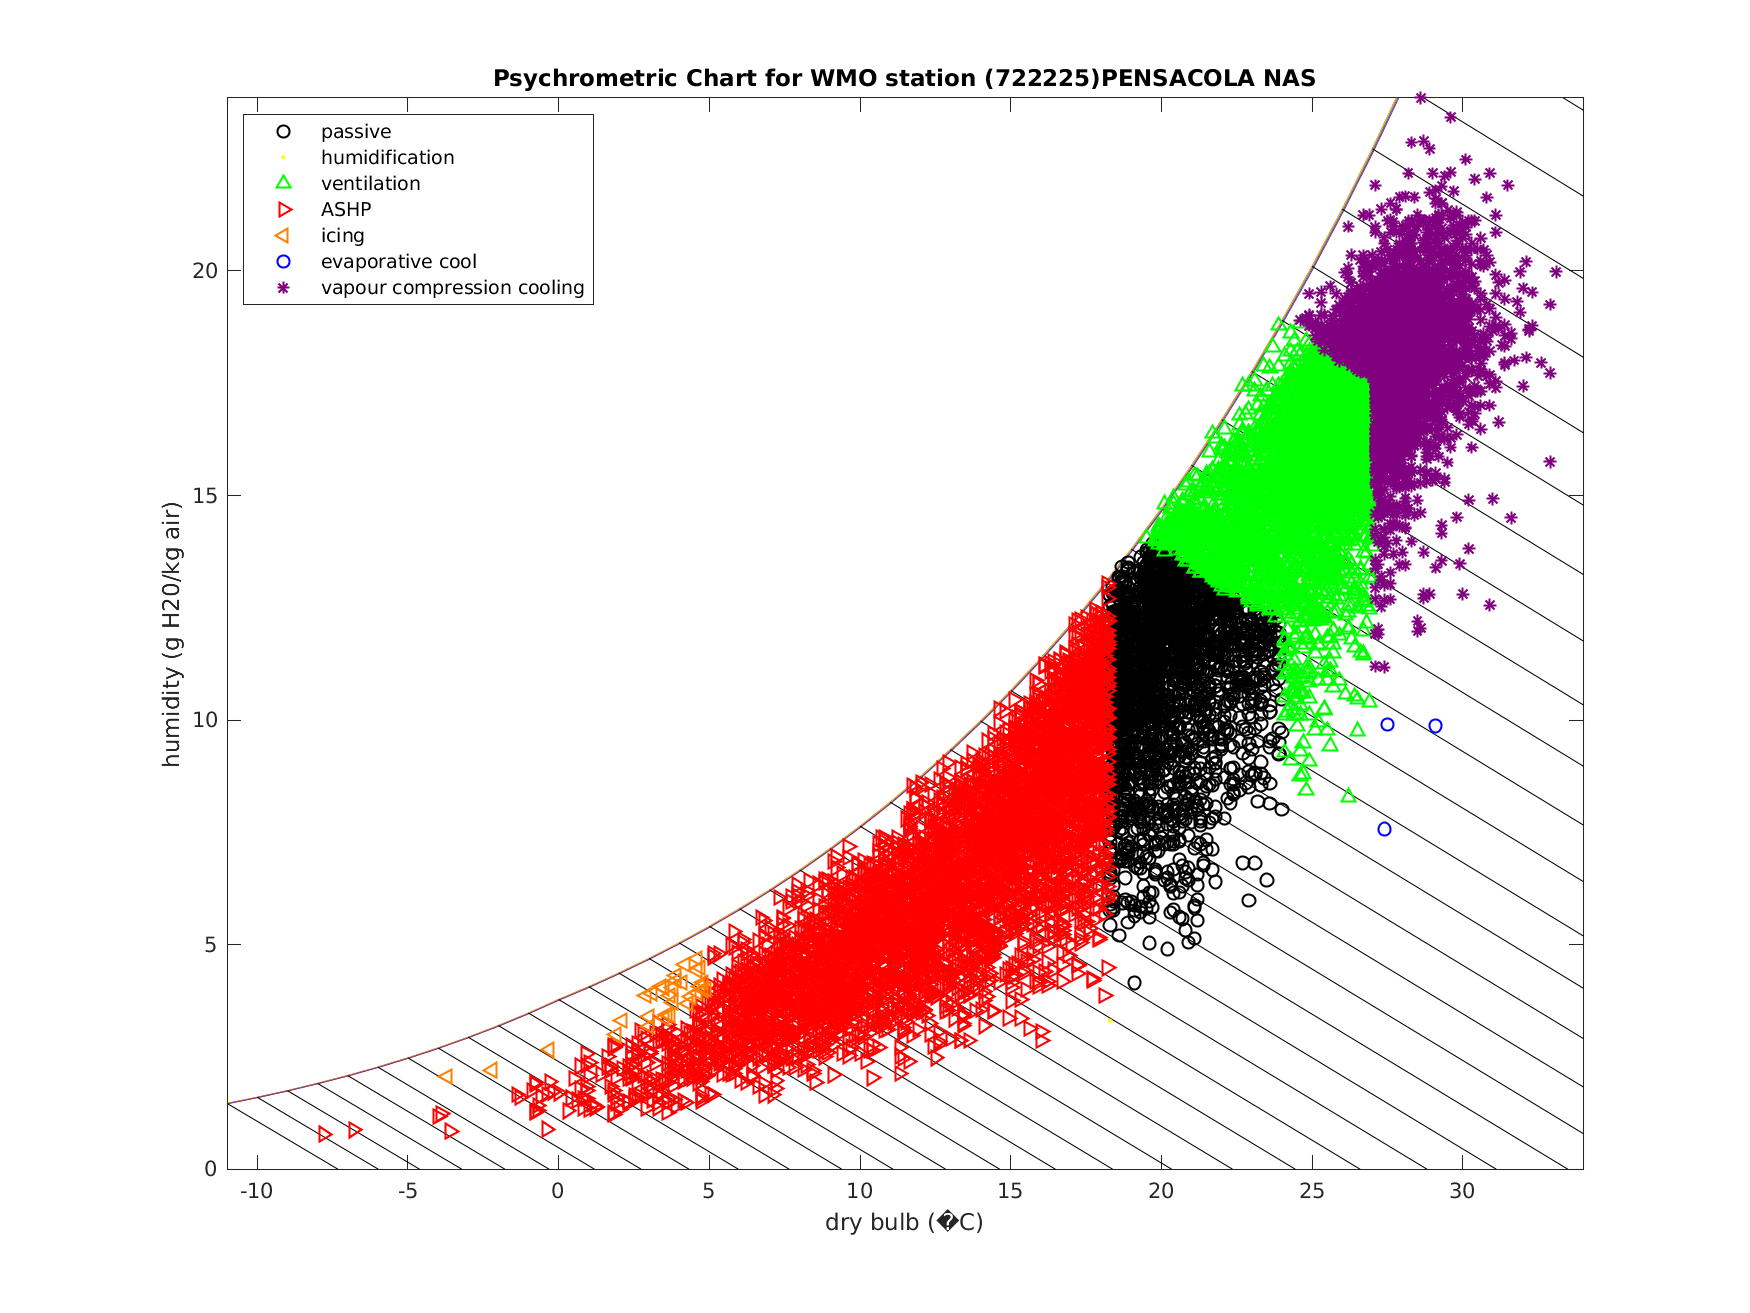 Psychrometric Chart for WMO station (722225)PENSACOLA NAS
passive
humidification
ventilation
ASHP
icing
evaporative cool
vapour compression cooling
humidity (g H20/kg air)
20
15
10
5
0
-10 -5 0 5 10 15 20 25 30
dry bulb (�C)